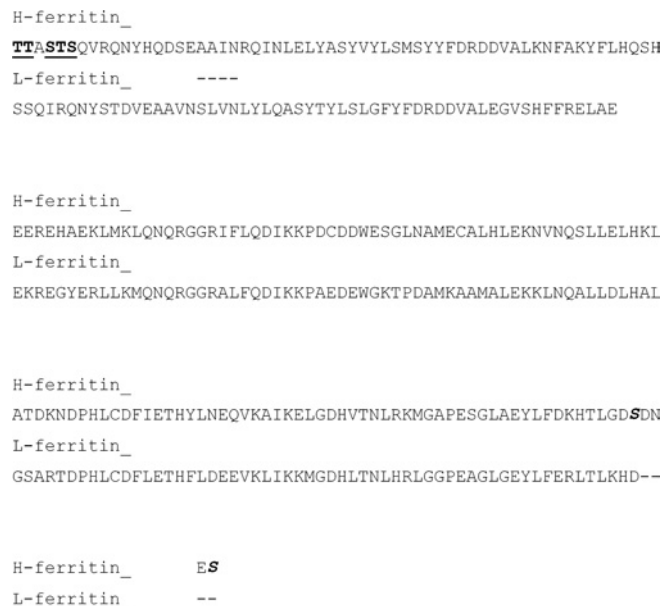 H-ferritin_
TTASTSQVRQNYHQDSEAAINRQINLELYASYVYLSMSYYFDRDDVALKNFAKYFLHQSH
L-ferritin_ ----
SSQIRQNYSTDVEAAVNSLVNLYLQASYTYLSLGFYFDRDDVALEGVSHFFRELAE
H-ferritin_
EEREHAEKLMKLQNQRGGRIFLQDIKKPDCDDWESGLNAMECALHLEKNVNQSLLELHKL
L-ferritin_
EKREGYERLLKMQNQRGGRALFQDIKKPAEDEWGKTPDAMKAAMALEKKLNQALLDLHAL
H-ferritin_
ATDKNDPHLCDFIETHYLNEQVKAIKELGDHVTNLRKMGAPESGLAEYLFDKHTLGDSDN
L-ferritin_
GSARTDPHLCDFLETHFLDEEVKLIKKMGDHLTNLHRLGGPEAGLGEYLFERLTLKHD--
H-ferritin_ ES
L-ferritin --